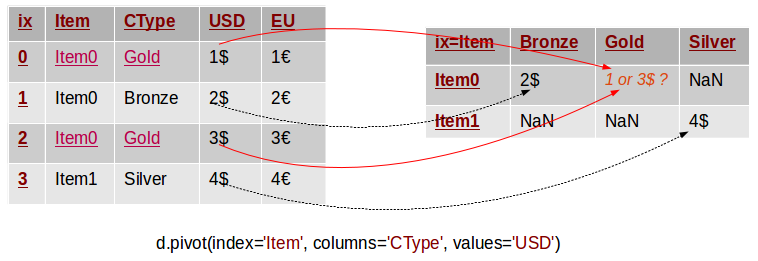 ix Item CType USD EU
0 Item0 Gold 1$ 1€
1 Item0 Bronze 2$ 2€
2 Item0 Gold 3$ 3€
3 Item1 Silver 4$ 4€
ix=Item Bronze Gold Silver
Item0 2$ 1 or 3$ ? NaN
Item1 NaN NaN 4$
d.pivot(index='Item', columns='CType', values='USD')